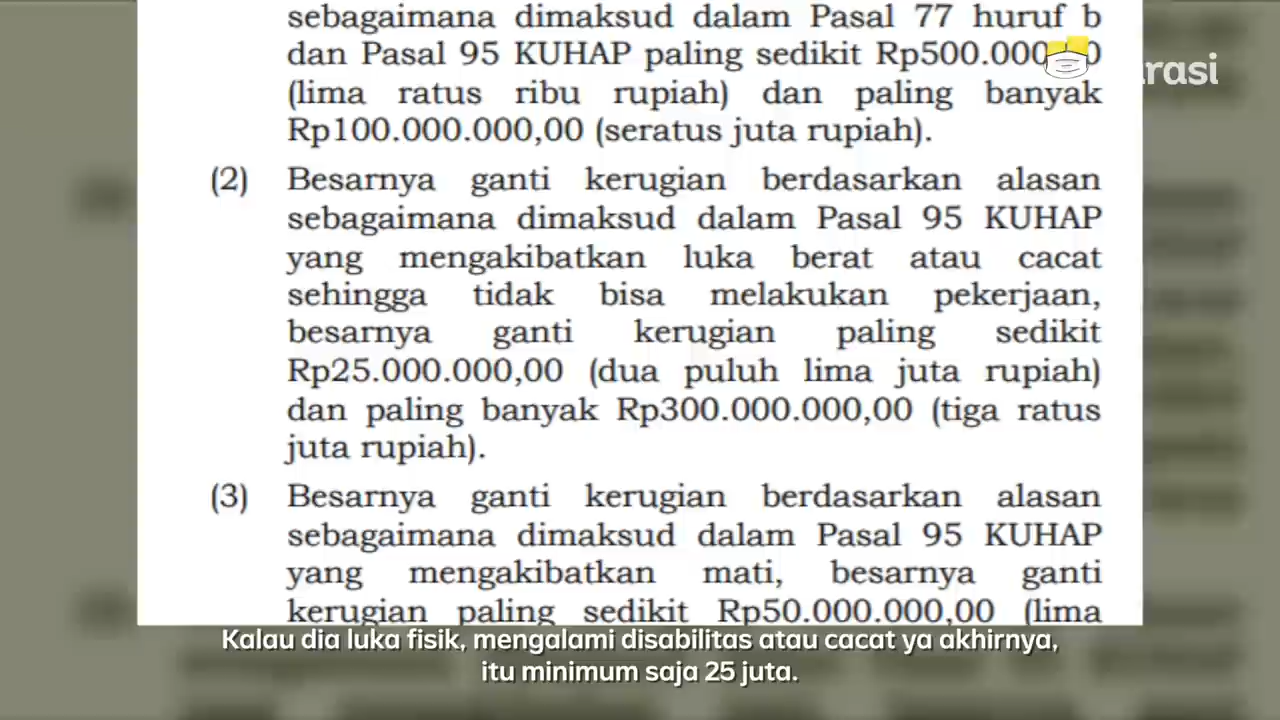 sebagaimana dimaksud dalam Pasal 77 huruf b
dan Pasal 95 KUHAP paling sedikit
(lima ratus ribu rupiah) dan paling banyak
Rp100.000.000,00 (seratus juta rupiah).
(2) Besarnya ganti kerugian berdasarkan alasan
sebagaimana dimaksud dalam Pasal 95 KUHAP
yang mengakibatkan luka berat atau cacat
sehingga tidak bisa melakukan pekerjaan,
besarnya ganti kerugian paling sedikit
Rp25.000.000,00 (dua puluh lima juta rupiah)
dan paling banyak Rp300.000.000,00 (tiga ratus
juta rupiah).
(3) Besarnya ganti kerugian berdasarkan alasan
sebagaimana dimaksud dalam Pasal 95 KUHAP
yang mengakibatkan mati, besarnya ganti
kerugian paling sedikit Rp50.000.000,00 (lima
Kalau dia luka fisik, mengalami disabilitas atau cacat ya akhirnya,
itu minimum saja 25 juta.